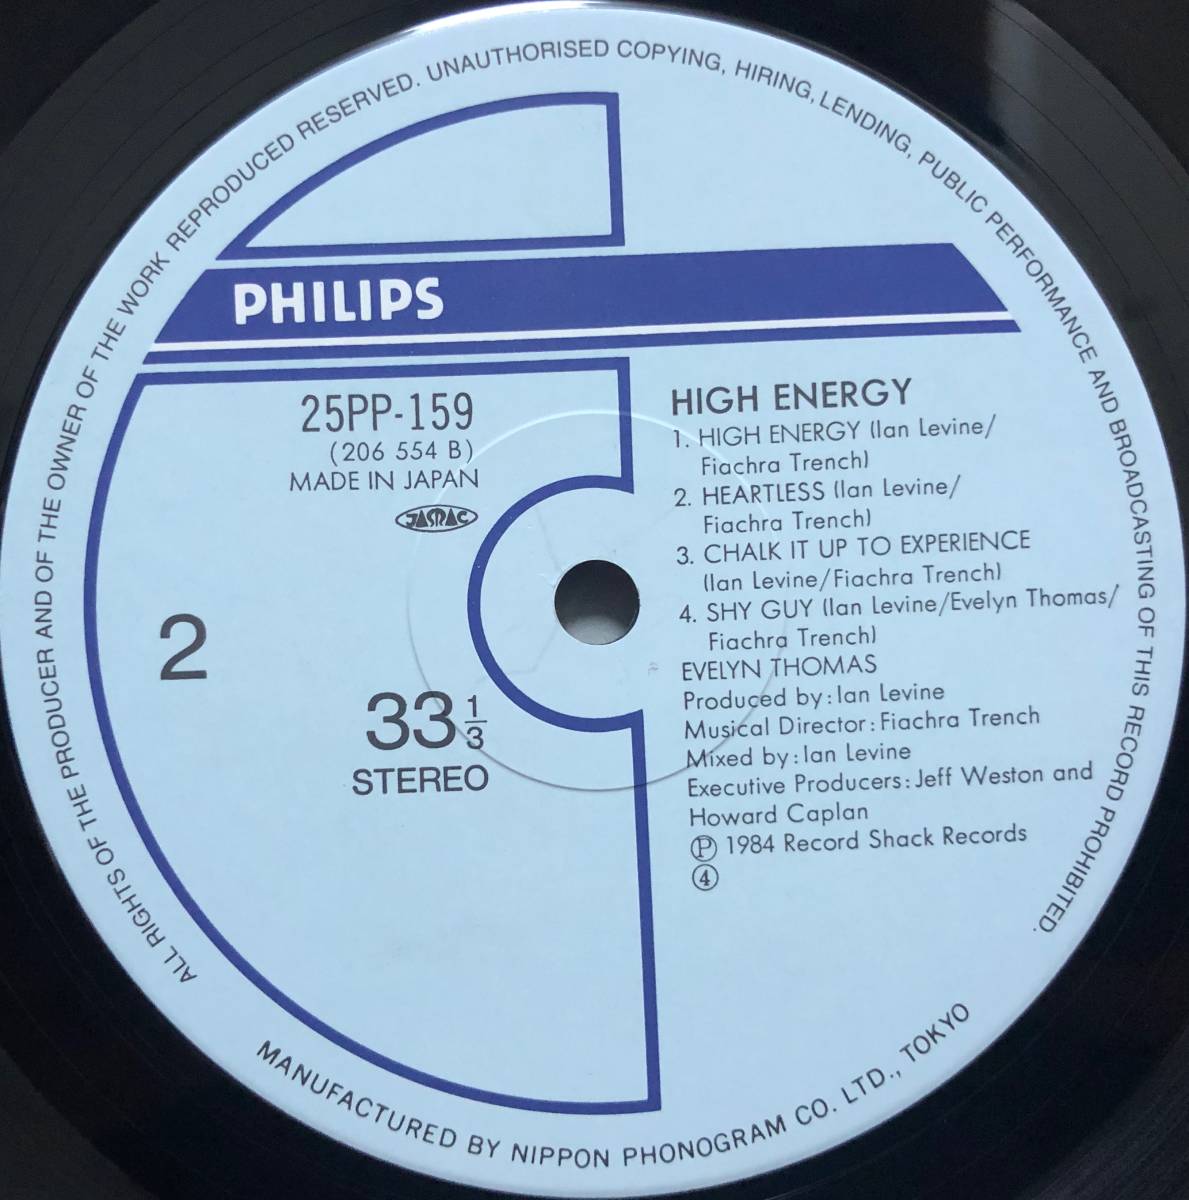 ALL RIGHTS OF THE PRODUCER AND OF THE OWNER OF THE WORK REPRODUCED RESERVED. UNAUTHORISED COPYING, HIRING, LENDING, PUBLIC PERFORMANCE AND BROADCASTING OF THIS RECORD PROHIBITED.
PHILIPS
25PP-159
(206 554 B)
MADE IN JAPAN
JASRAC
2
33 1/3
STEREO
HIGH ENERGY
1. HIGH ENERGY (Ian Levine/
Fiachra Trench)
2. HEARTLESS (Ian Levine/
Fiachra Trench)
3. CHALK IT UP TO EXPERIENCE
(Ian Levine/Fiachra Trench)
4. SHY GUY (Ian Levine/Evelyn Thomas/
Fiachra Trench)
EVELYN THOMAS
Produced by: Ian Levine
Musical Director: Fiachra Trench
Mixed by: Ian Levine
Executive Producers: Jeff Weston and
Howard Caplan
Ⓟ 1984 Record Shack Records
④
MANUFACTURED BY NIPPON PHONOGRAM CO. LTD., TOKYO